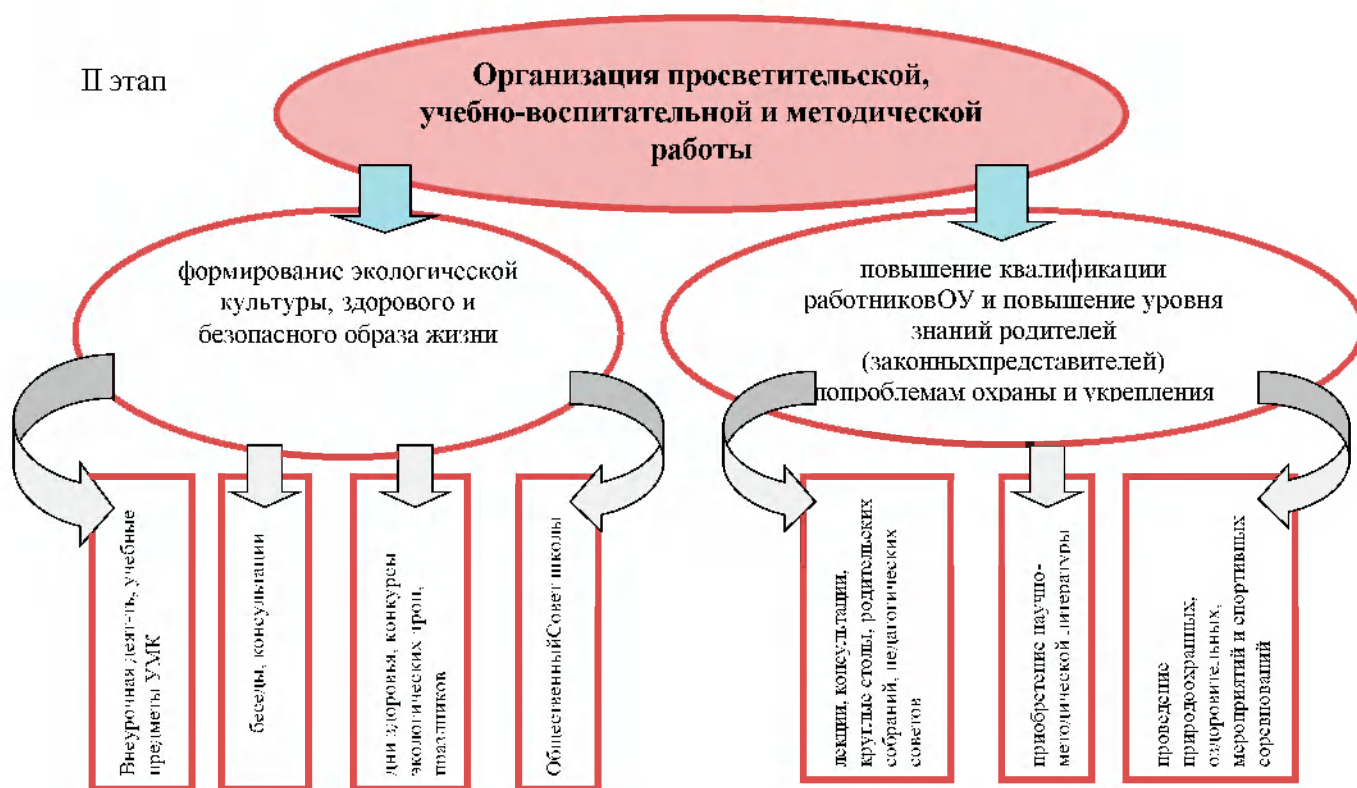 II этап
Организация просветительской,
учебно-воспитательной и методической
работы
формирование экологической
культуры, здорового и
безопасного образа жизни
повышение квалификации
работниковОУ и повышение уровня
знаний родителей
(законныхпредставителей)
попроблемам охраны и укрепления
Внеурочная деят-ть, учебные
предметы УМК
беседы, консультации
дни здоровья, конкурсы
экологических троп,
праздников
ОбщественныйСовет школы
лекции, консультации,
круглые столы, родительских
собраний, педагогических
советов
приобретение научно-
методической литературы
проведение
природоохранных,
оздоровительных,
мероприятий и спортивных
соревнований